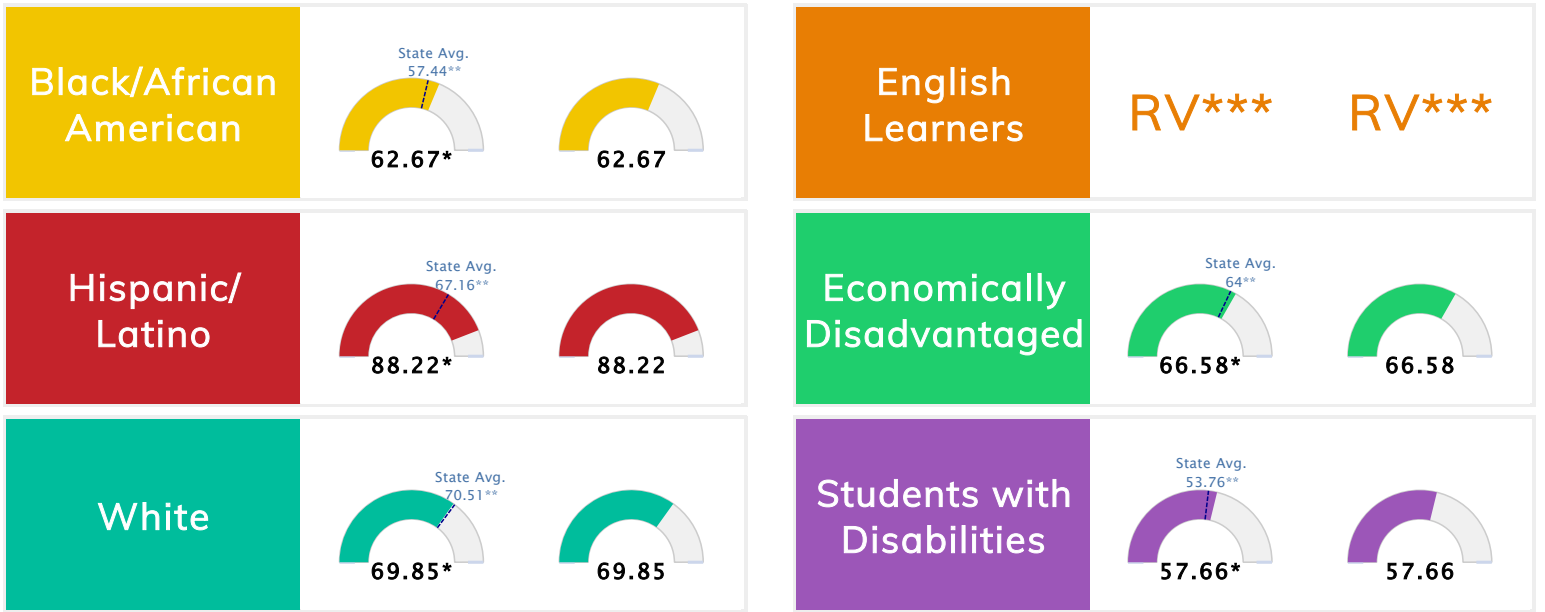 Black/African
American
State Avg.
57.44**
62.67*
62.67
English
Learners
RV***
RV***
Hispanic/
Latino
State Avg.
67.16**
88.22*
88.22
Economically
Disadvantaged
State Avg.
64**
66.58*
66.58
White
State Avg.
70.51**
69.85*
69.85
Students with
Disabilities
State Avg.
53.76**
57.66*
57.66